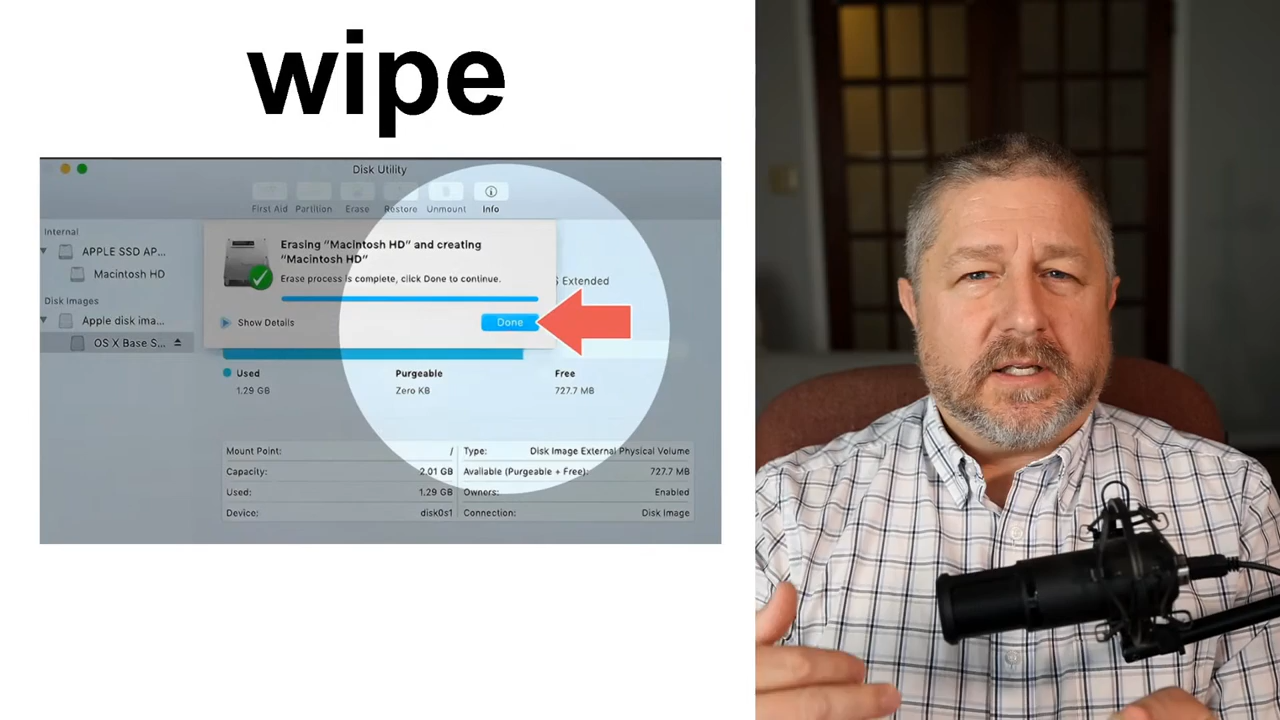 wipe
Disk Utility
First Aid Partition Erase Restore Unmount Info
Internal
APPLE SSD AP...
Macintosh HD
Disk Images
Apple disk ima...
OS X Base S...
Erasing “Macintosh HD” and creating
“Macintosh HD”
Erase process is complete, click Done to continue.
Show Details
Done
Extended
Used Purgeable Free
1.29 GB Zero KB 727.7 MB
Mount Point: / Type: Disk Image External Physical Volume
Capacity: 2.01 GB Available (Purgeable + Free): 727.7 MB
Used: 1.29 GB Owners: Enabled
Device: disk0s1 Connection: Disk Image